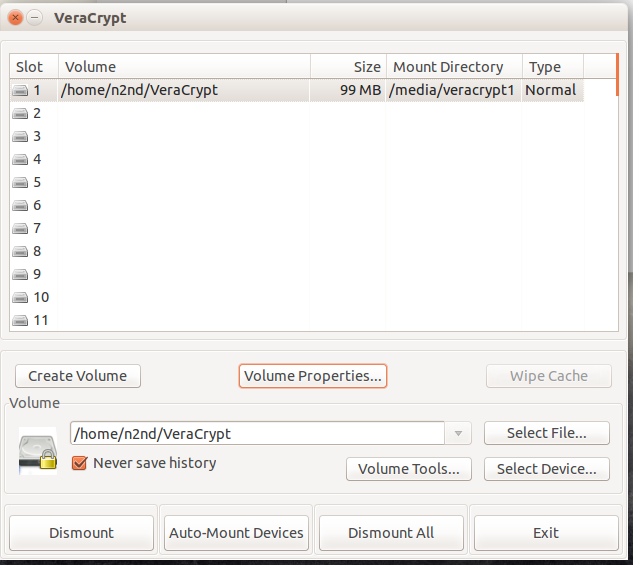 VeraCrypt
Slot Volume Size Mount Directory Type
1 /home/n2nd/VeraCrypt 99 MB /media/veracrypt1 Normal
2
3
4
5
6
7
8
9
10
11
Create Volume Volume Properties... Wipe Cache
Volume
/home/n2nd/VeraCrypt Select File...
Never save history
Volume Tools... Select Device...
Dismount Auto-Mount Devices Dismount All Exit